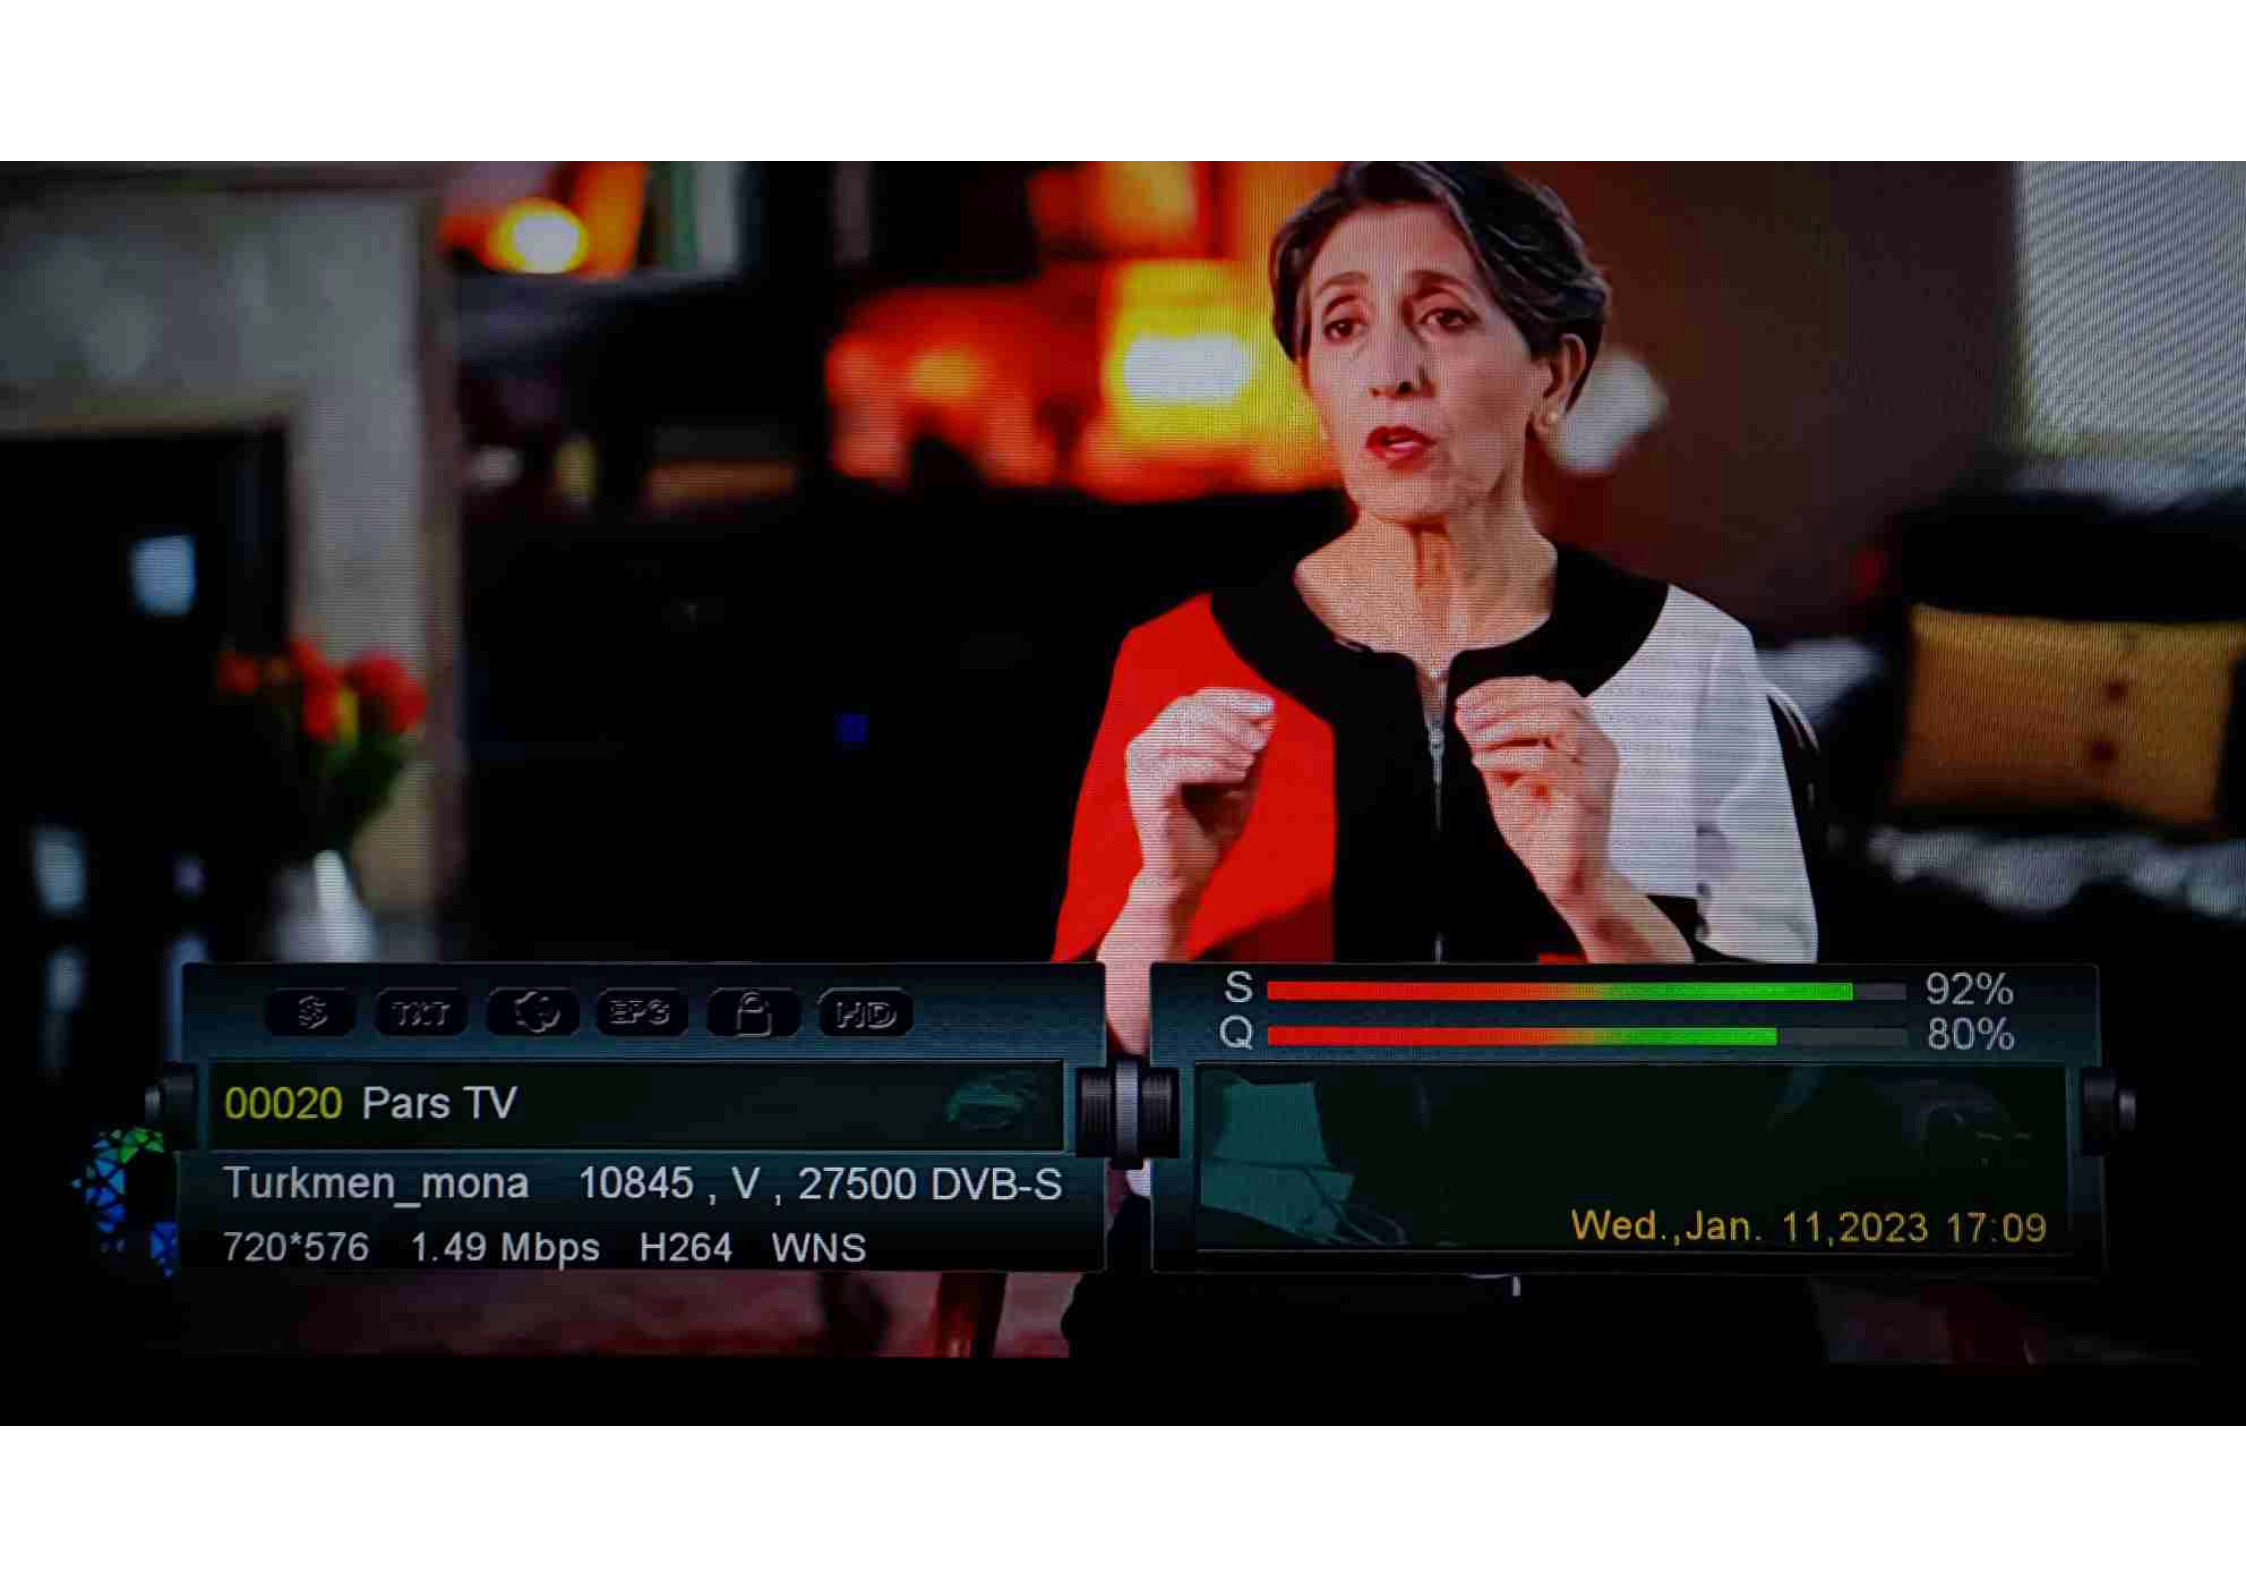 $ TXT EPG HD
S 92%
Q 80%
00020 Pars TV
Turkmen_mona 10845 , V , 27500 DVB-S
720*576 1.49 Mbps H264 WNS
Wed.,Jan. 11,2023 17:09